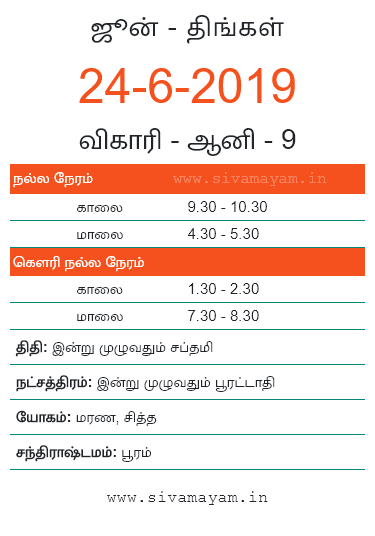 ஜூன் - திங்கள்
24-6-2019
விகாரி - ஆனி - 9
நல்ல நேரம் www.sivamayam.in
காலை 9.30 - 10.30
மாலை 4.30 - 5.30
கௌரி நல்ல நேரம்
காலை 1.30 - 2.30
மாலை 7.30 - 8.30
திதி: இன்று முழுவதும் சப்தமி
நட்சத்திரம்: இன்று முழுவதும் பூரட்டாதி
யோகம்: மரண, சித்த
சந்திராஷ்டமம்: பூரம்
www.sivamayam.in